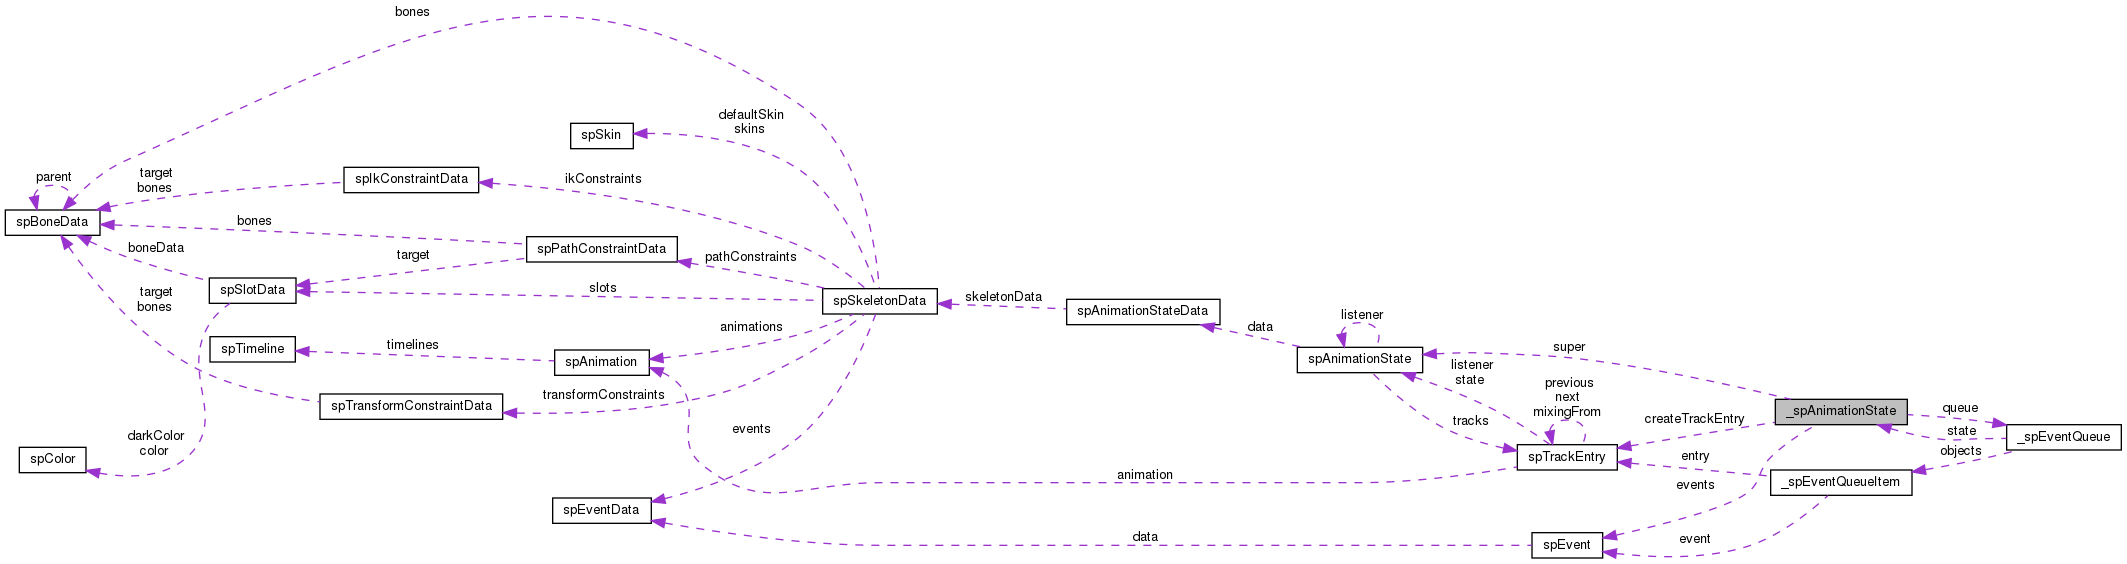 bones
defaultSkin
skins
spSkin
target
bones
parent
spIkConstraintData
ikConstraints
spBoneData
bones
spPathConstraintData
pathConstraints
boneData
target
spSlotData
slots
spSkeletonData
skeletonData
spAnimationStateData
target
bones
animations
data
listener
spTimeline
timelines
spAnimation
spAnimationState
super
listener
state
previous
next
mixingFrom
transformConstraints
spTransformConstraintData
createTrackEntry
_spAnimationState
queue
state
_spEventQueue
tracks
events
darkColor
color
spColor
spTrackEntry
entry
objects
animation
_spEventQueueItem
events
spEventData
data
spEvent
event